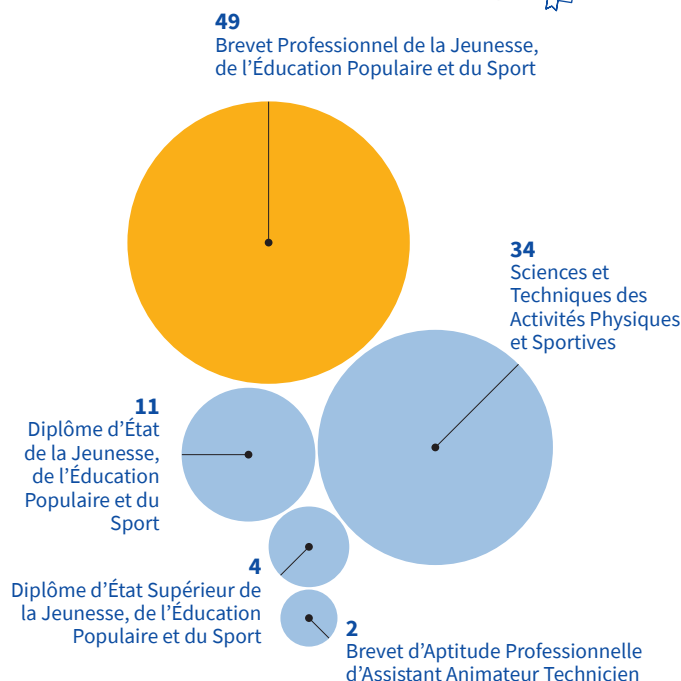 49
Brevet Professionnel de la Jeunesse,
de l’Éducation Populaire et du Sport
34
Sciences et
Techniques des
Activités Physiques
et Sportives
11
Diplôme d’État
de la Jeunesse,
de l’Éducation
Populaire et du
Sport
4
Diplôme d’État Supérieur de
la Jeunesse, de l’Éducation
Populaire et du Sport
2
Brevet d’Aptitude Professionnelle
d’Assistant Animateur Technicien